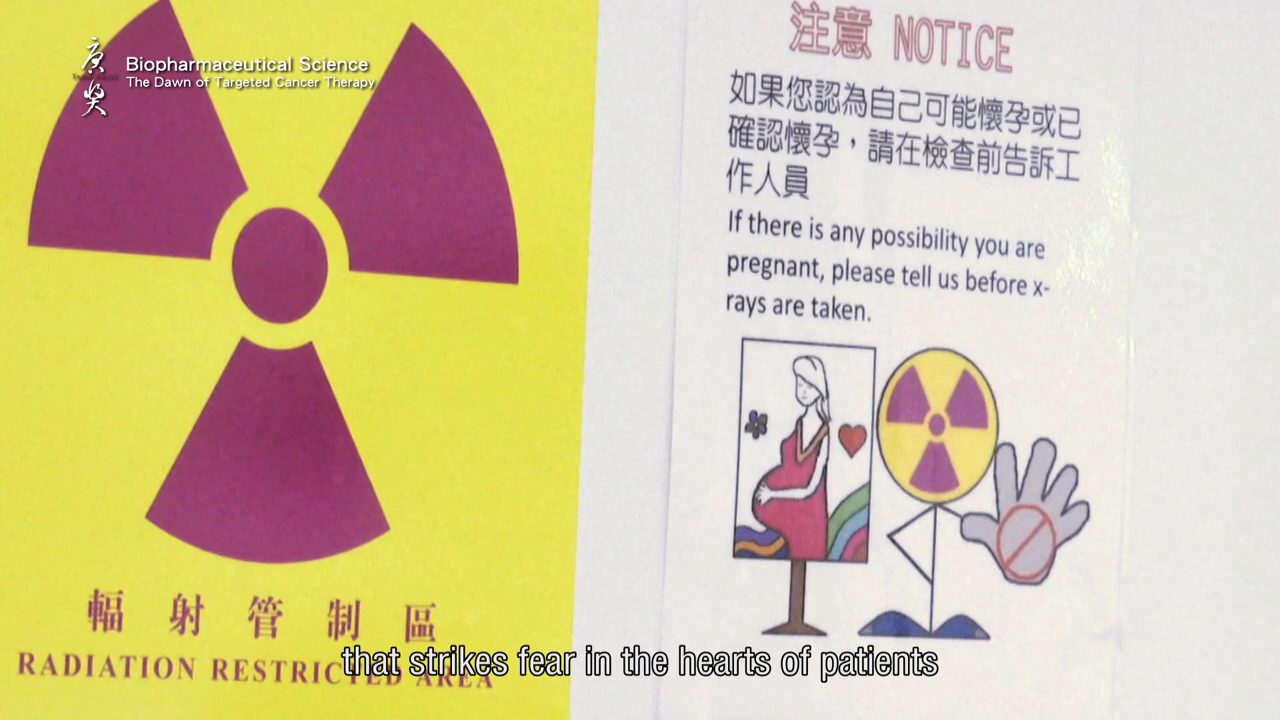 唐獎
Biopharmaceutical Science
The Dawn of Targeted Cancer Therapy
輻射管制區
RADIATION RESTRICTED AREA
注意 NOTICE
如果您認為自己可能懷孕或已
確認懷孕，請在檢查前告訴工
作人員
If there is any possibility you are
pregnant, please tell us before x-
rays are taken.
that strikes fear in the hearts of patients